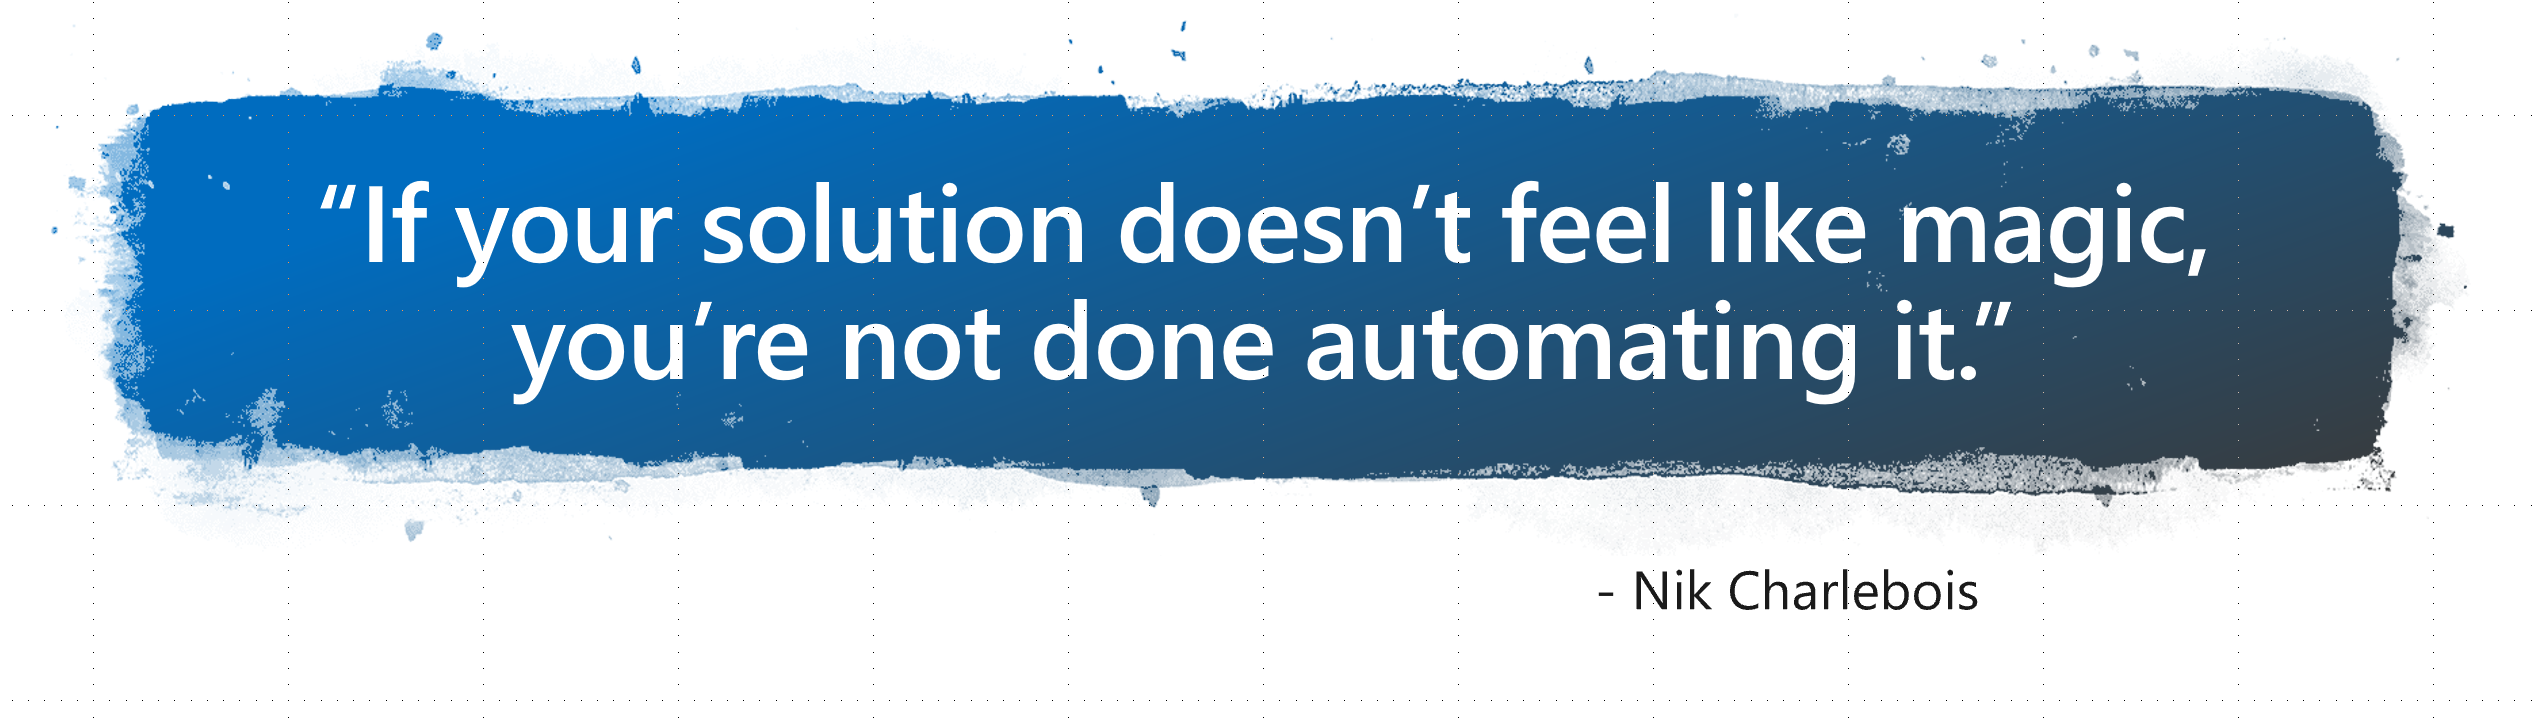 “If your solution doesn’t feel like magic,
you’re not done automating it.”
- Nik Charlebois